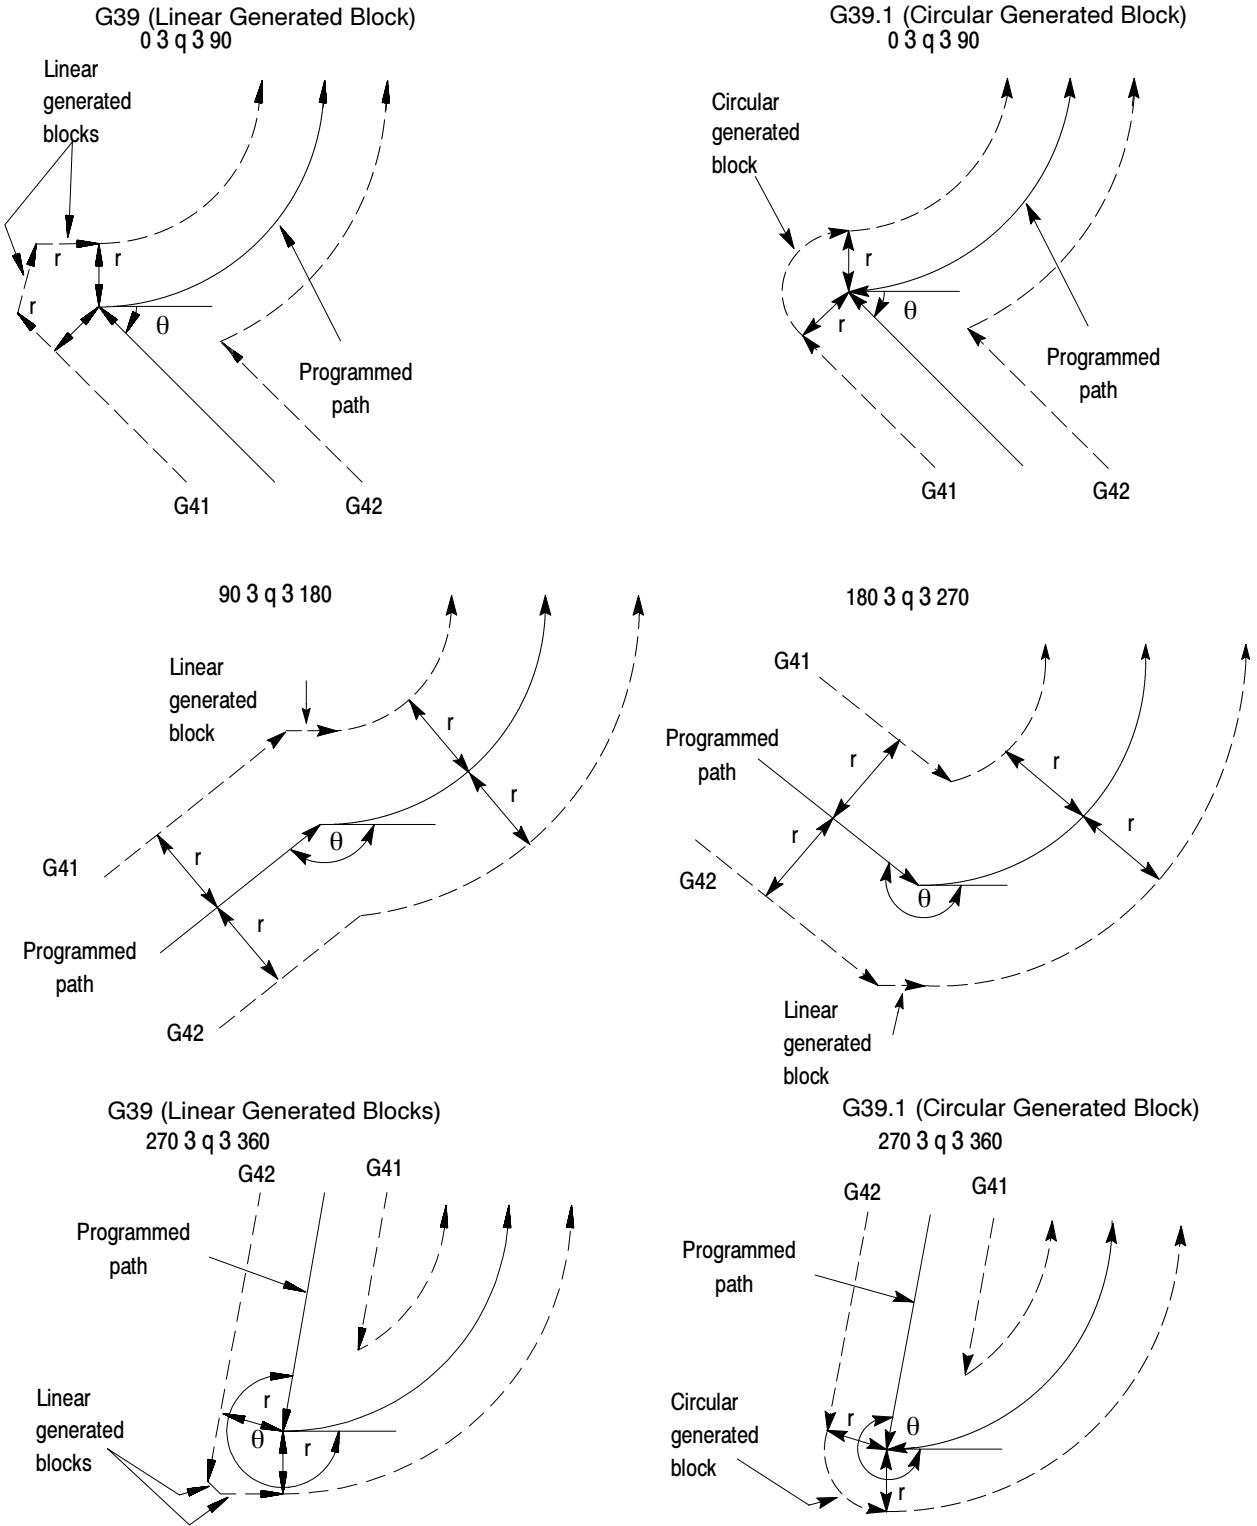 G39 (Linear Generated Block)
0 3 q 3 90
Linear
generated
blocks
r
r
r
θ
Programmed
path
G41
G42
G39.1 (Circular Generated Block)
0 3 q 3 90
Circular
generated
block
r
r
θ
Programmed
path
G41
G42
90 3 q 3 180
Linear
generated
block
r
r
θ
r
r
G41
Programmed
path
G42
180 3 q 3 270
G41
Programmed
path
r
r
r
r
G42
θ
Linear
generated
block
G39 (Linear Generated Blocks)
270 3 q 3 360
G42
G41
Programmed
path
r
θ
r
Linear
generated
blocks
G39.1 (Circular Generated Block)
270 3 q 3 360
G42
G41
Programmed
path
r
θ
r
Circular
generated
block